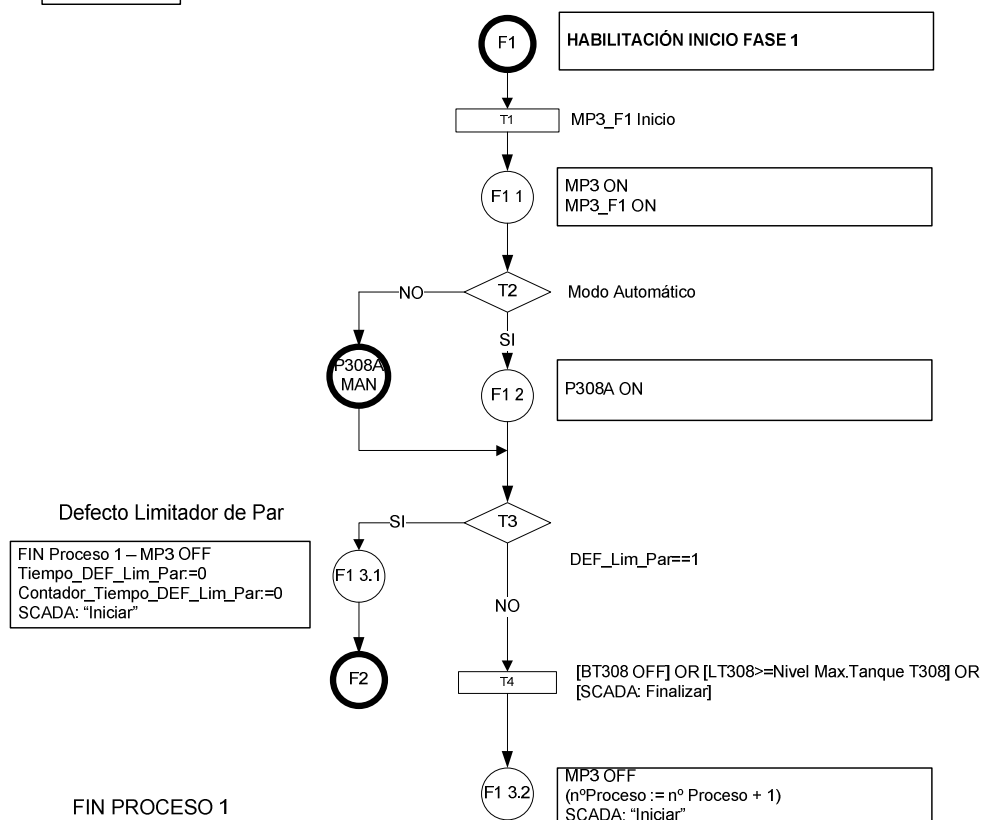 F1
HABILITACIÓN INICIO FASE 1
T1
MP3_F1 Inicio
F1 1
MP3 ON
MP3_F1 ON
NO
T2
Modo Automático
SI
P308A
MAN
F1 2
P308A ON
Defecto Limitador de Par
SI
T3
FIN Proceso 1 – MP3 OFF
Tiempo_DEF_Lim_Par:=0
Contador_Tiempo_DEF_Lim_Par:=0
SCADA: “Iniciar”
F1 3.1
DEF_Lim_Par==1
NO
F2
T4
[BT308 OFF] OR [LT308>=Nivel Max.Tanque T308] OR
[SCADA: Finalizar]
FIN PROCESO 1
F1 3.2
MP3 OFF
(nºProceso := nº Proceso + 1)
SCADA: “Iniciar”